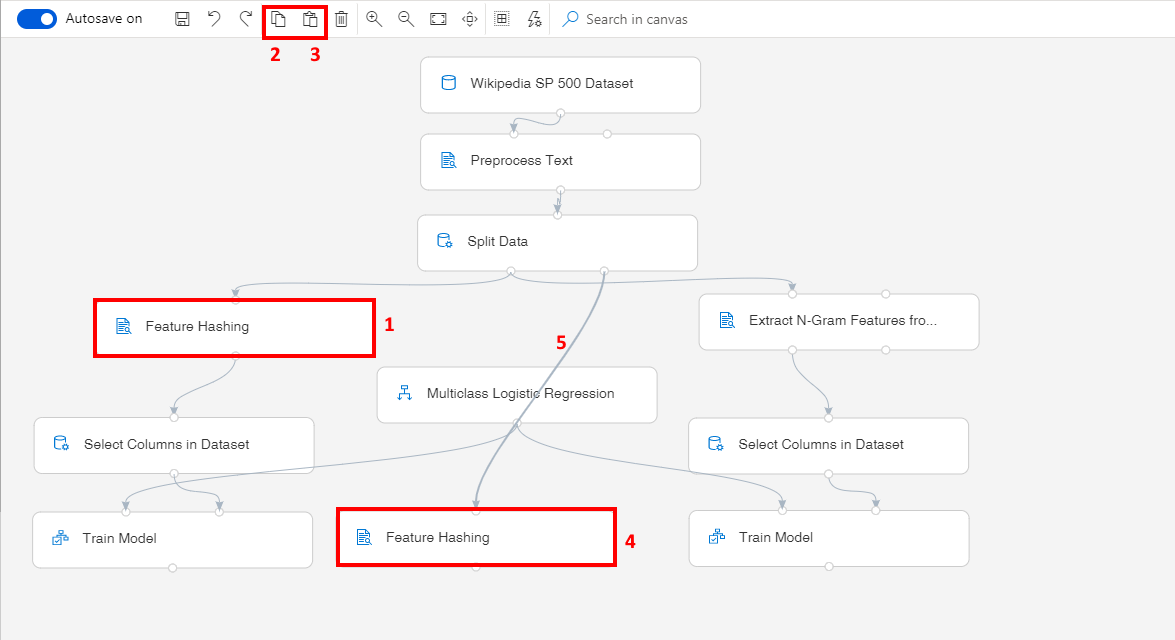 Autosave on
Search in canvas
2 3
Wikipedia SP 500 Dataset
Preprocess Text
Split Data
Feature Hashing
1
Extract N-Gram Features fro...
5
Multiclass Logistic Regression
Select Columns in Dataset
Select Columns in Dataset
Train Model
Feature Hashing
4
Train Model